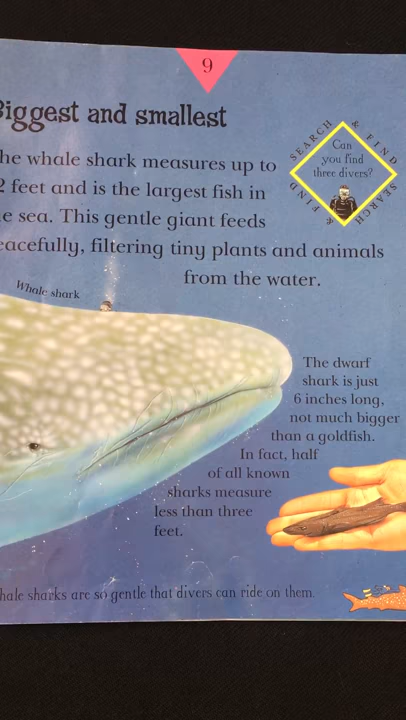 9
Biggest and smallest
he whale shark measures up to
2 feet and is the largest fish in
e sea. This gentle giant feeds
eacefully, filtering tiny plants and animals
from the water.
SEARCH & FIND
SEARCH & FIND
Can
you find
three divers?
Whale shark
The dwarf
shark is just
6 inches long,
not much bigger
than a goldfish.
In fact, half
of all known
sharks measure
less than three
feet.
hale sharks are so gentle that divers can ride on them.